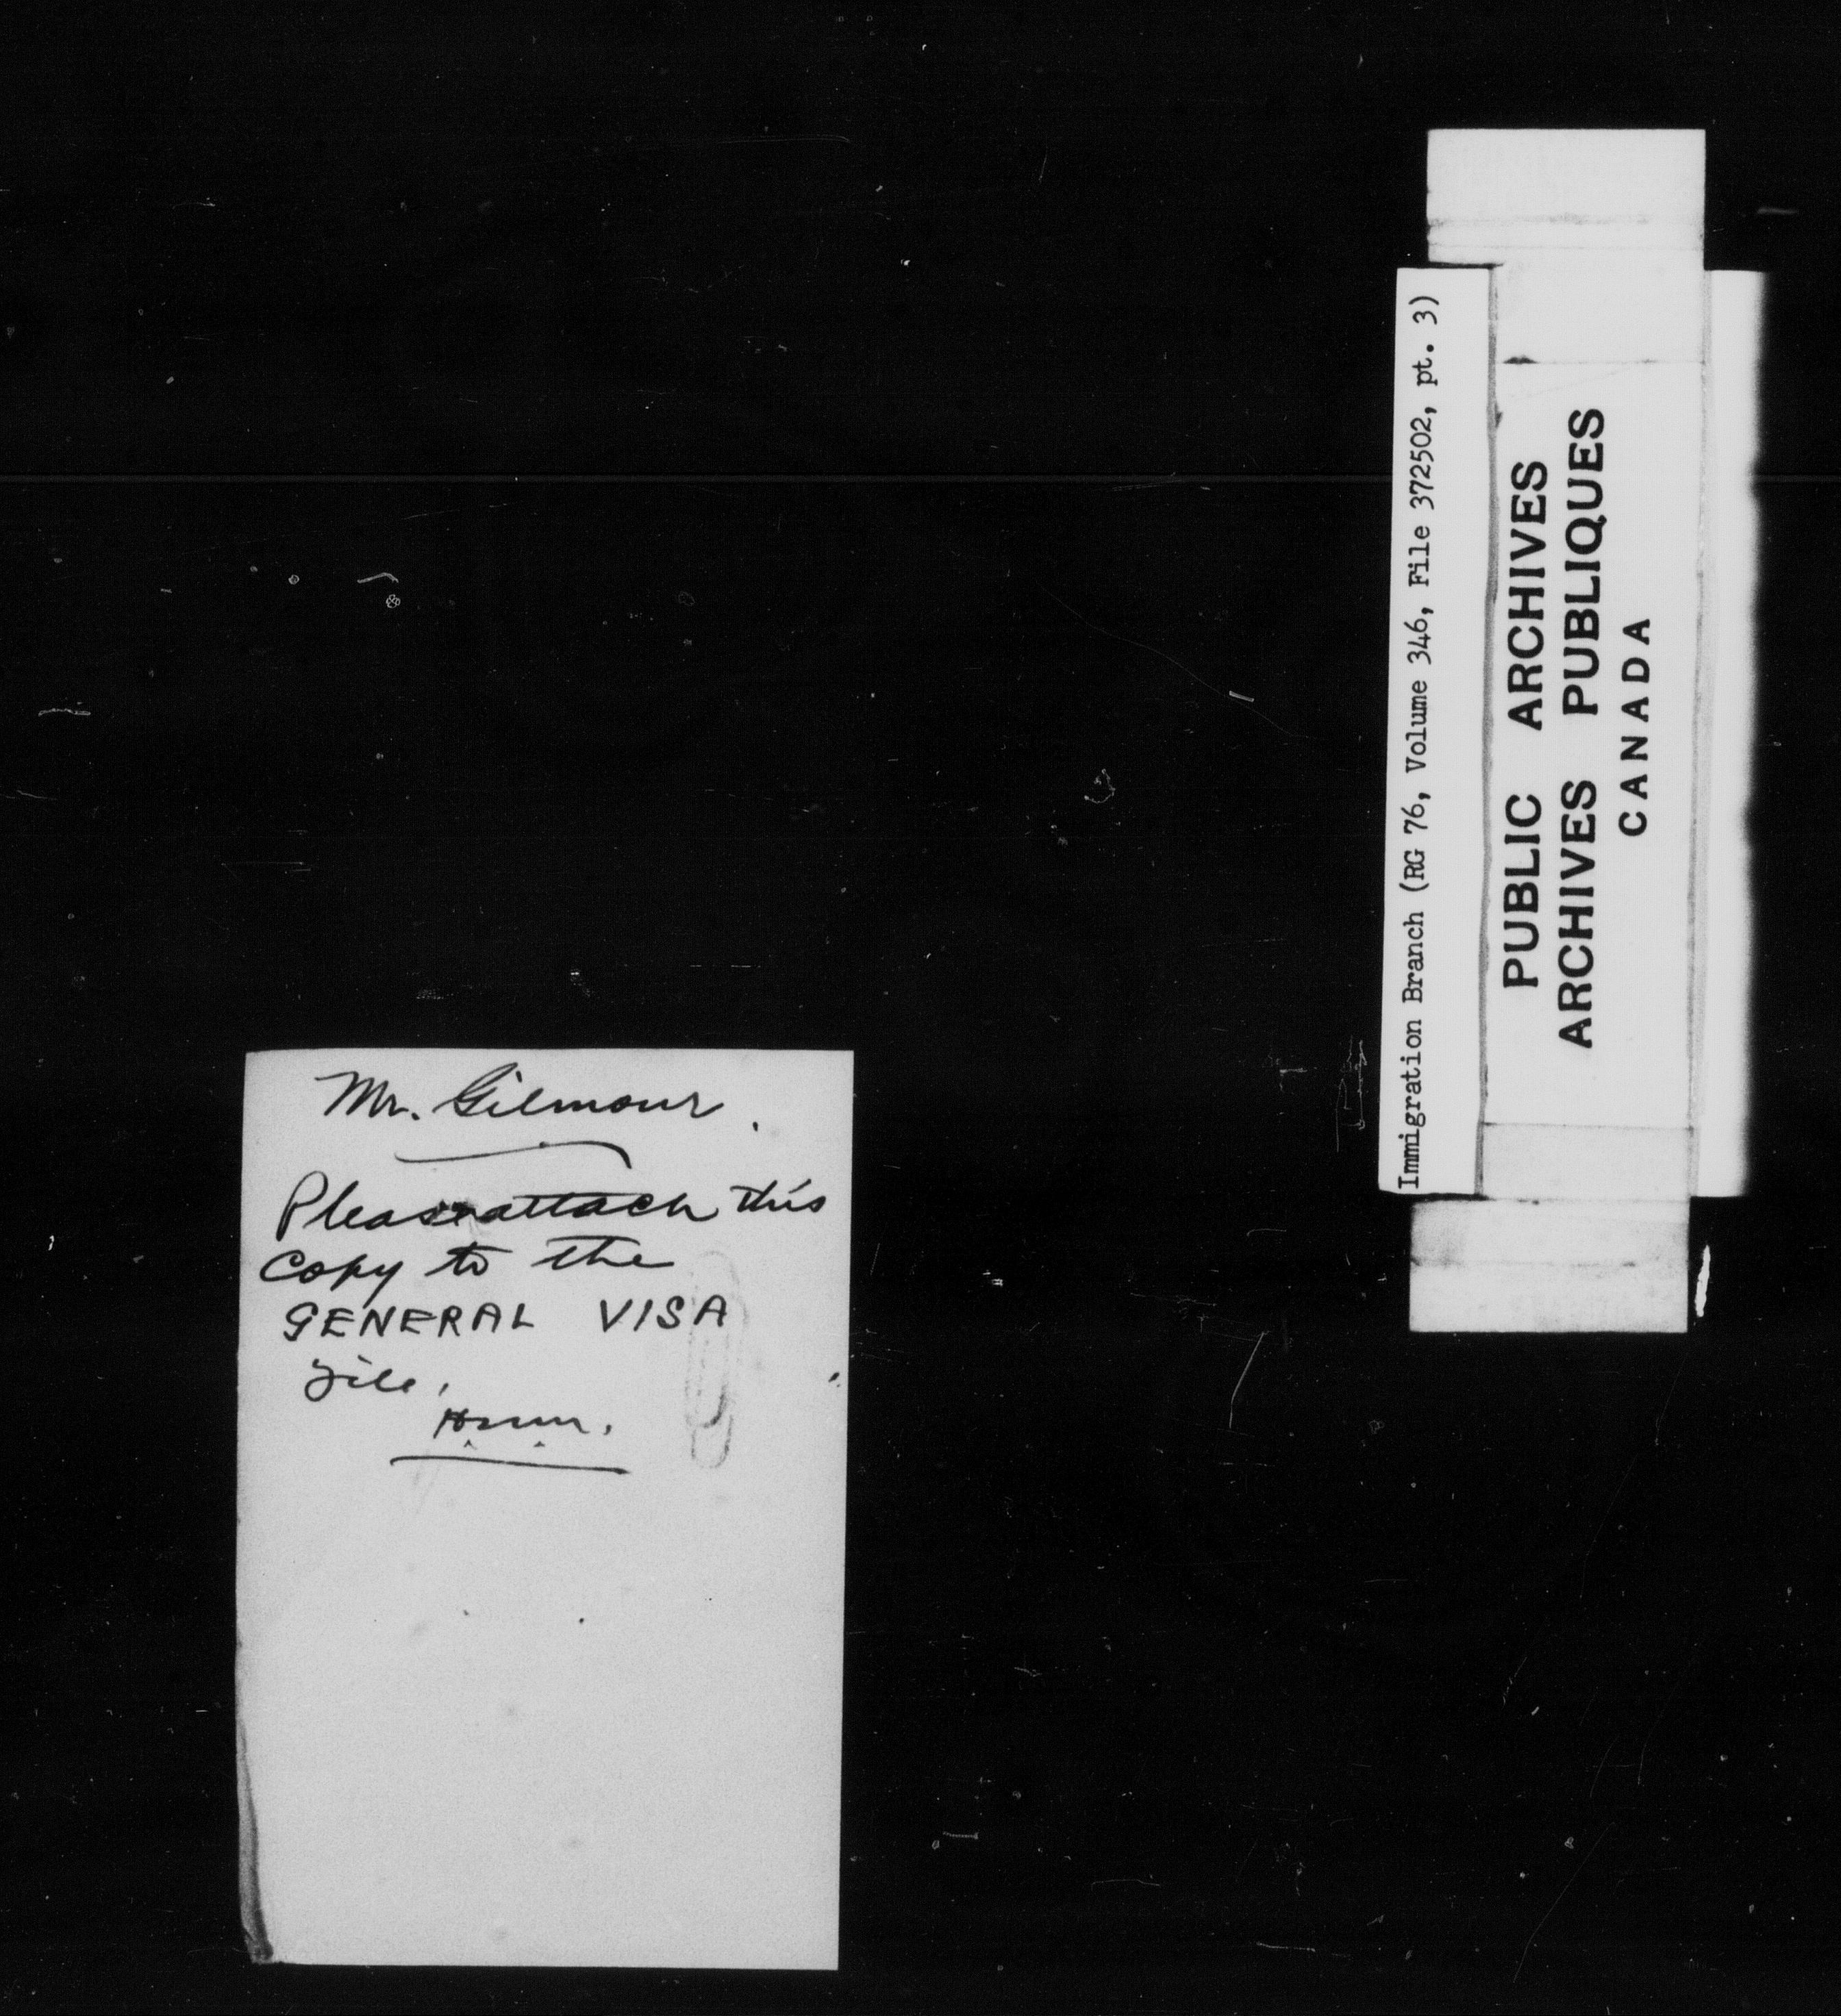 Mr. Gilmour.
Please attach this
copy to the
GENERAL VISA
file.
Immigration Branch (RG 76, Volume 346, File 372502, pt. 3)
PUBLIC ARCHIVES
ARCHIVES PUBLIQUES
CANADA